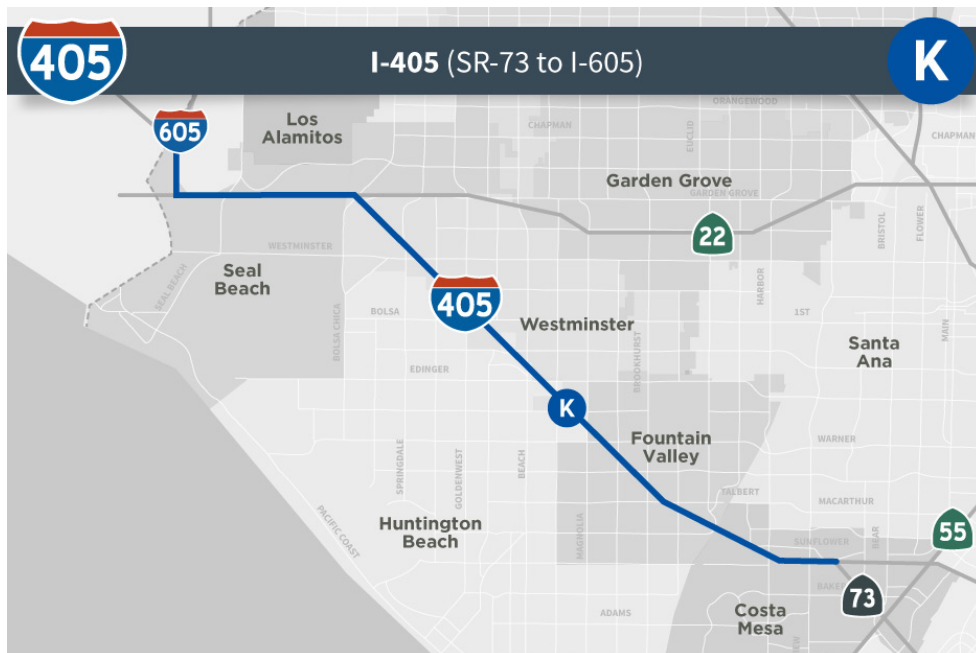 405
I-405 (SR-73 to I-605)
K
605
Los
Alamitos
ORANGEWOOD
CHAPMAN
EUCLID
CHAPMAN
Garden Grove
GARDEN GROVE
22
BRISTOL
FLOWER
WESTMINSTER
Seal
Beach
SEAL BEACH
405
HARBOR
BOLSA
BOLSA CHICA
Westminster
1ST
MAIN
Santa
Ana
BROOKHURST
EDINGER
K
Fountain
Valley
WARNER
SPRINGDALE
GOLDENWEST
BEACH
TALBERT
MACARTHUR
PACIFIC COAST
Huntington
Beach
MAGNOLIA
SUNFLOWER
BEAR
55
73
ADAMS
Costa
Mesa